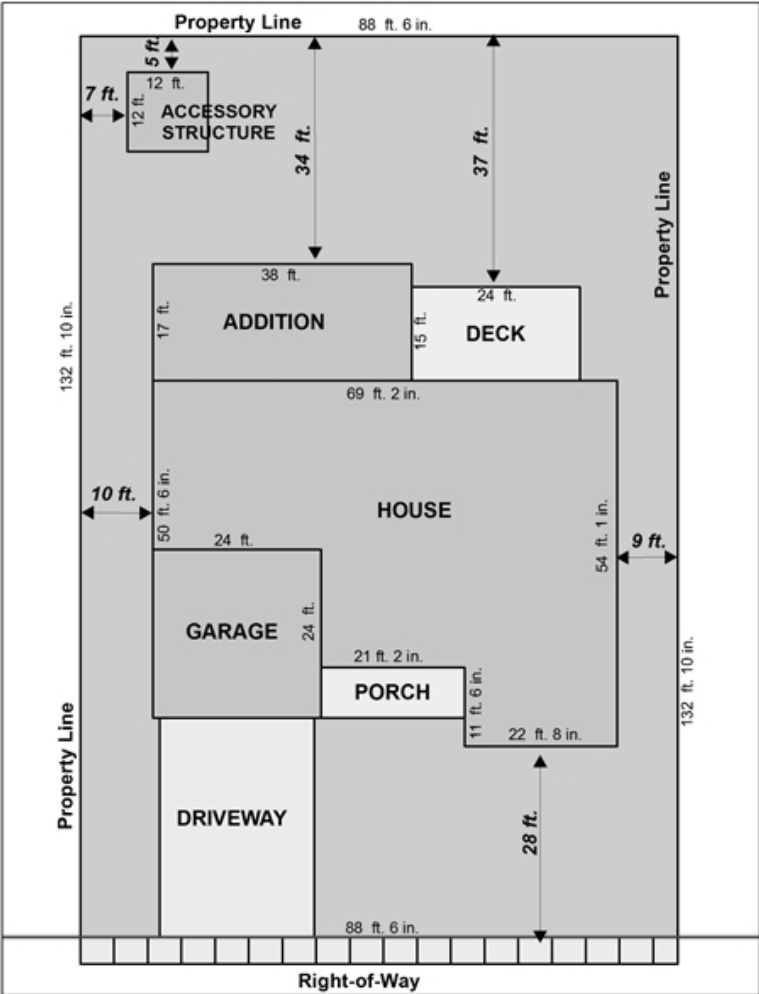 Property Line
88 ft. 6 in.
5 ft.
12 ft.
7 ft.
12 ft.
ACCESSORY
STRUCTURE
34 ft.
37 ft.
Property Line
38 ft.
24 ft.
17 ft.
ADDITION
15 ft.
DECK
132 ft. 10 in.
69 ft. 2 in.
10 ft.
50 ft. 6 in.
HOUSE
54 ft. 1 in.
9 ft.
24 ft.
GARAGE
24 ft.
21 ft. 2 in.
PORCH
11 ft. 6 in.
22 ft. 8 in.
132 ft. 10 in.
Property Line
DRIVEWAY
28 ft.
88 ft. 6 in.
Right-of-Way